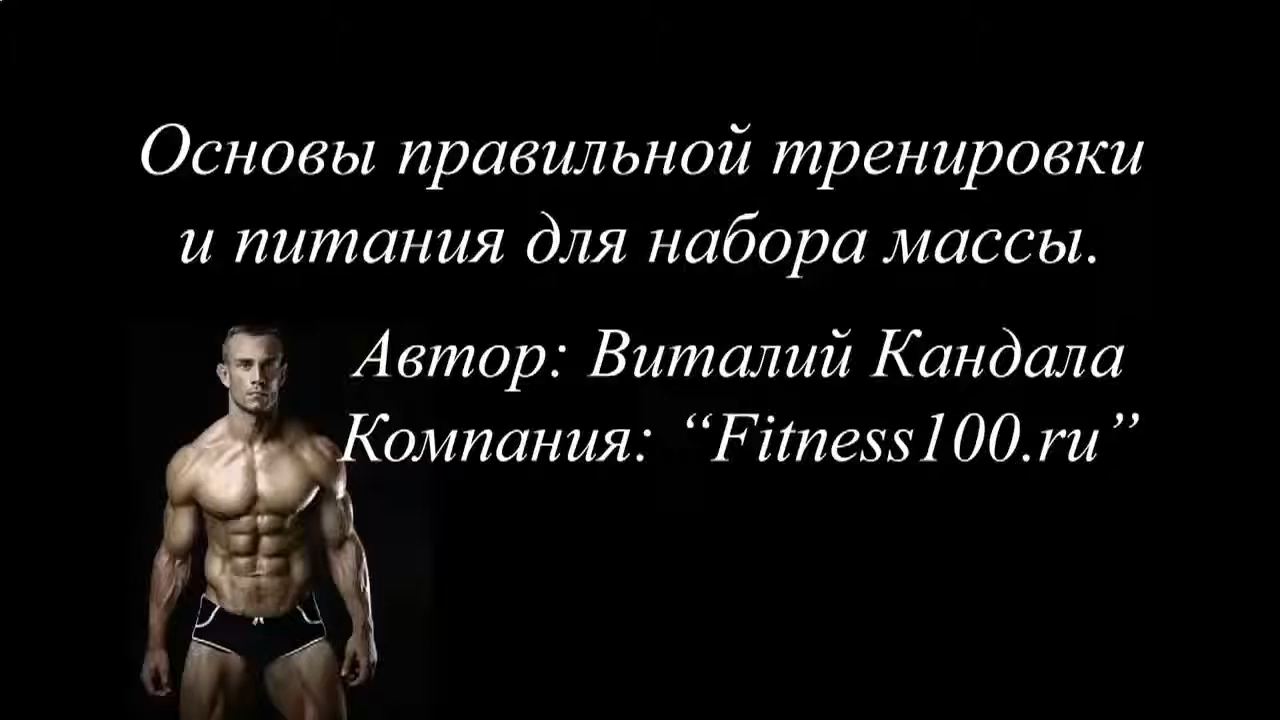 Основы правильной тренировки
и питания для набора массы.
Автор: Виталий Кандала
Компания: “Fitness100.ru”